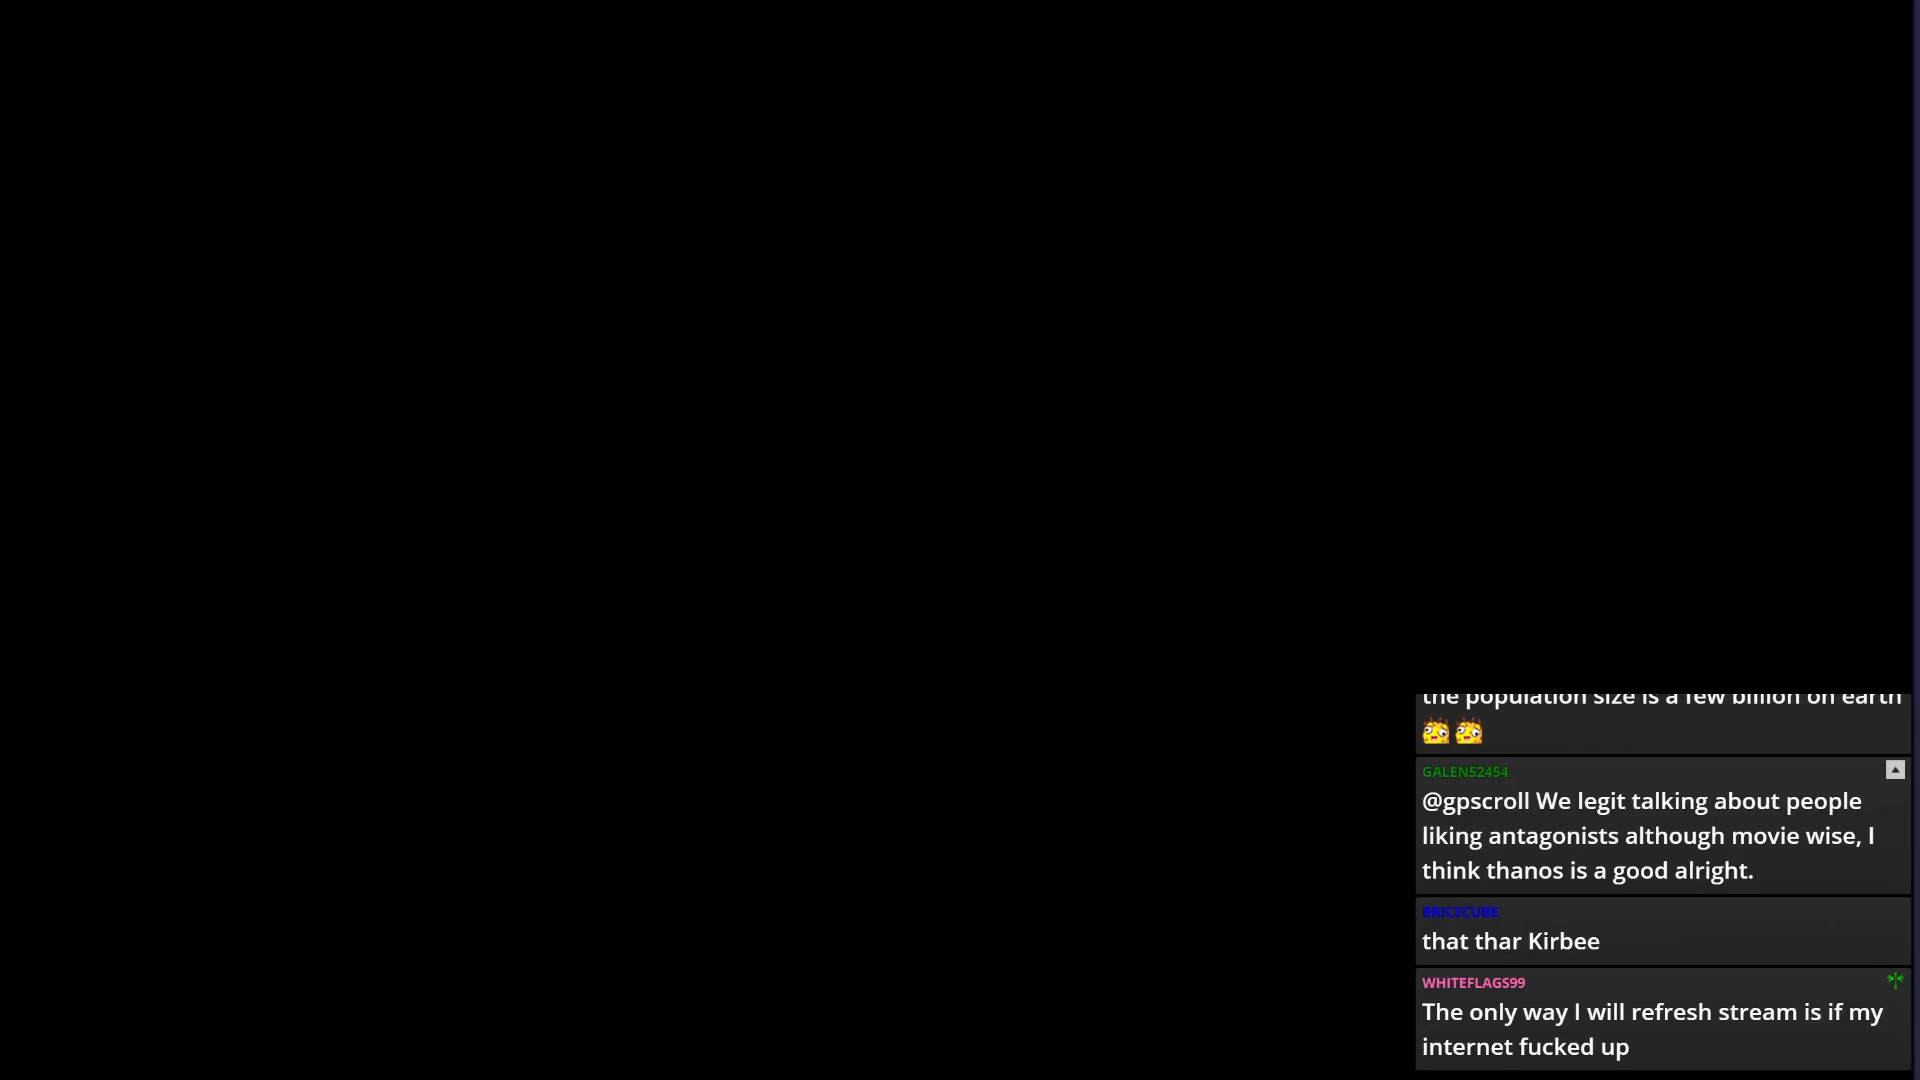 the population size is a few billion on earth
GALEN52454
@gpscroll We legit talking about people
liking antagonists although movie wise, I
think thanos is a good alright.
BRICECUBE
that thar Kirbee
WHITEFLAGS99
The only way I will refresh stream is if my
internet fucked up